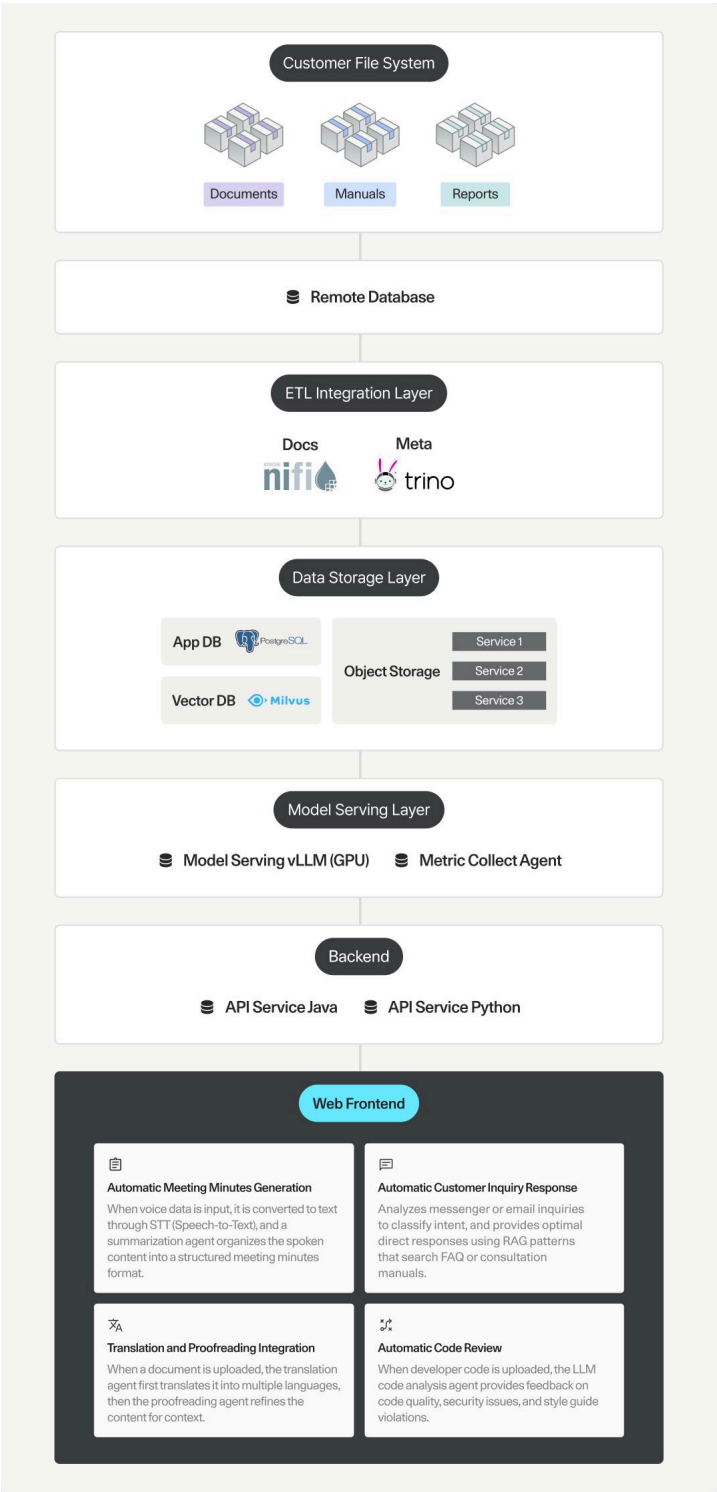 Customer File System
Documents
Manuals
Reports
Remote Database
ETL Integration Layer
Docs
Meta
nifi
trino
Data Storage Layer
App DB
PostgreSQL
Object Storage
Service 1
Service 2
Service 3
Vector DB
Milvus
Model Serving Layer
Model Serving vLLM (GPU)
Metric Collect Agent
Backend
API Service Java
API Service Python
Web Frontend
Automatic Meeting Minutes Generation
When voice data is input, it is converted to text
through STT (Speech-to-Text), and a
summarization agent organizes the spoken
content into a structured meeting minutes
format.
Automatic Customer Inquiry Response
Analyzes messenger or email inquiries
to classify intent, and provides optimal
direct responses using RAG patterns
that search FAQ or consultation
manuals.
Translation and Proofreading Integration
When a document is uploaded, the translation
agent first translates it into multiple languages,
then the proofreading agent refines the
content for context.
Automatic Code Review
When developer code is uploaded, the LLM
code analysis agent provides feedback on
code quality, security issues, and style guide
violations.